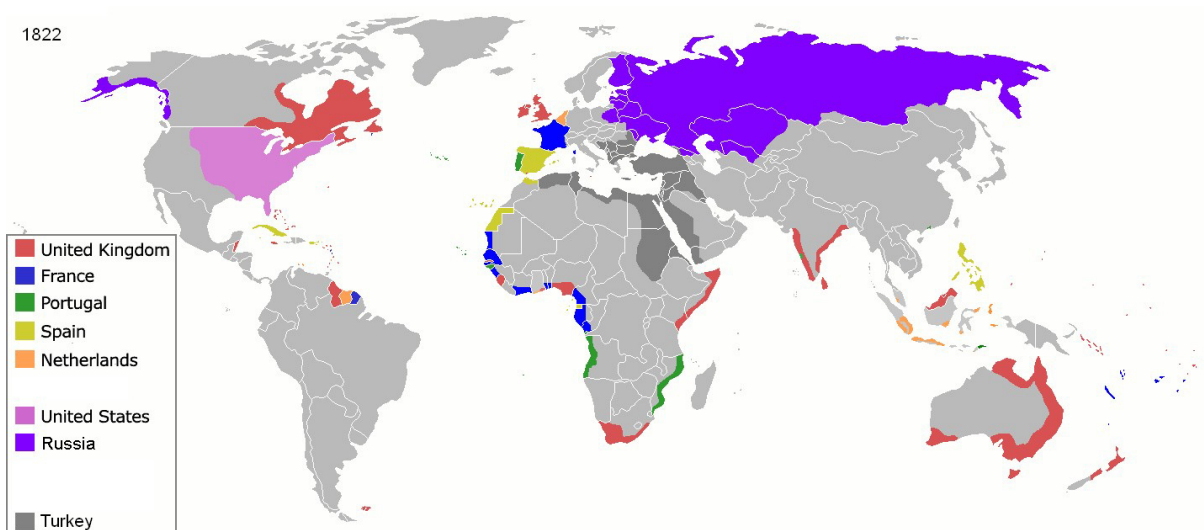 1822
United Kingdom
France
Portugal
Spain
Netherlands
United States
Russia
Turkey